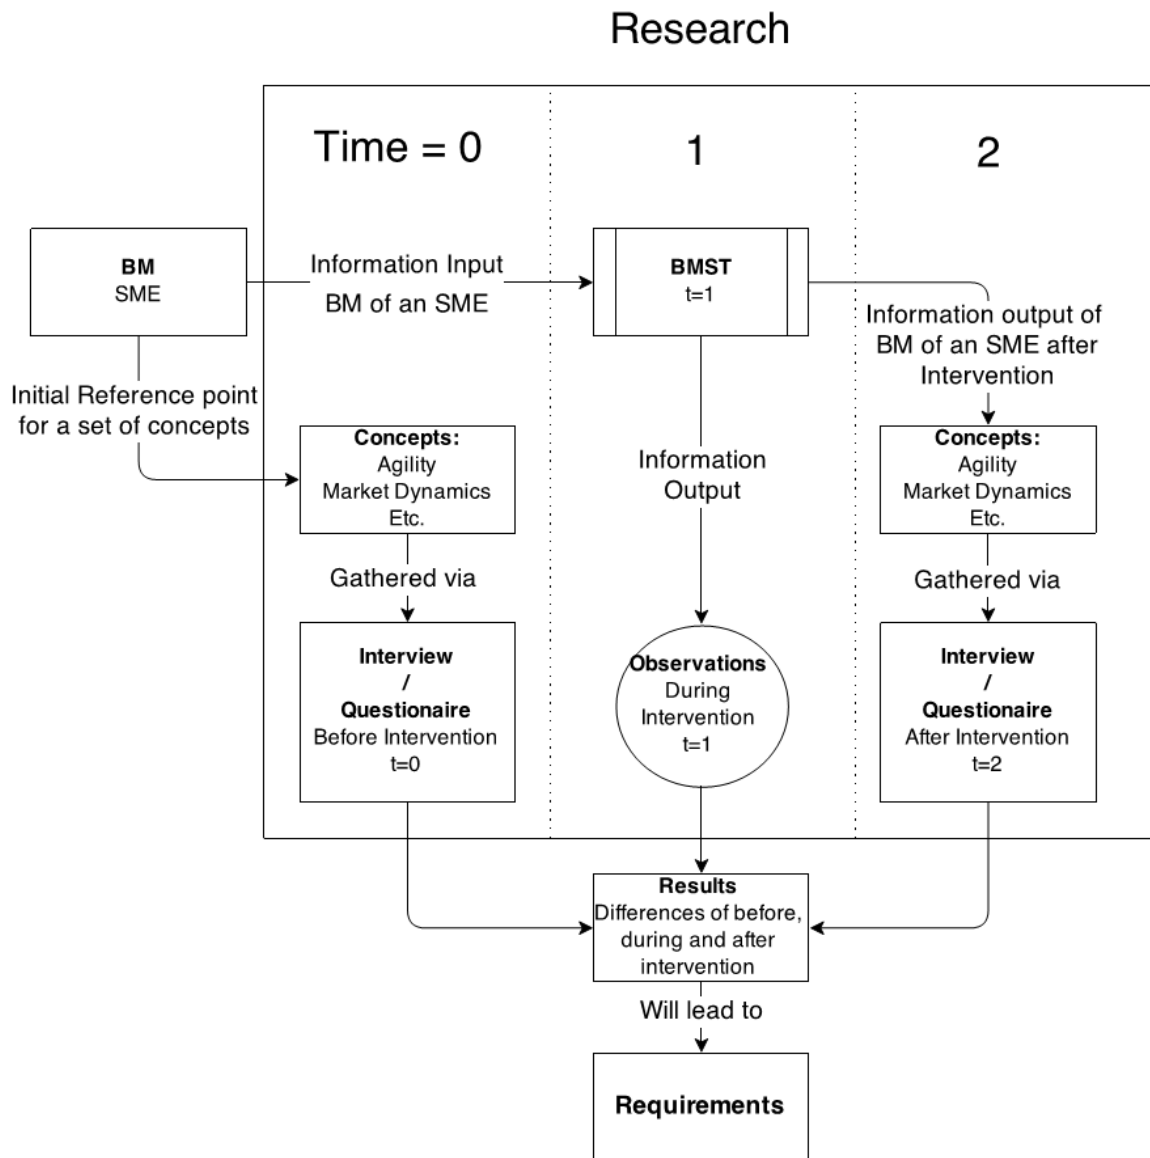 Research
Time = 0
1
2
BM
SME
Information Input
BM of an SME
BMST
t=1
Information output of
BM of an SME after
Intervention
Initial Reference point
for a set of concepts
Concepts:
Agility
Market Dynamics
Etc.
Information
Output
Concepts:
Agility
Market Dynamics
Etc.
Gathered via
Gathered via
Interview
/
Questionaire
Before Intervention
t=0
Observations
During
Intervention
t=1
Interview
/
Questionaire
After Intervention
t=2
Results
Differences of before,
during and after
intervention
Will lead to
Requirements